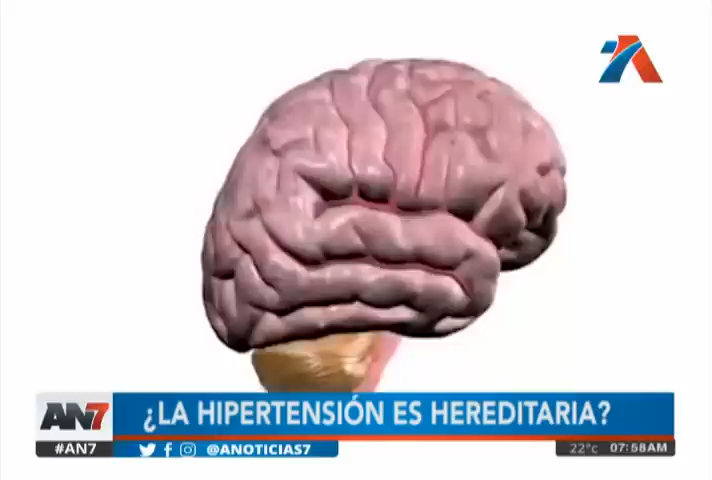 AN7
¿LA HIPERTENSIÓN ES HEREDITARIA?
#AN7
@ANOTICIAS7
22°c
07:58AM